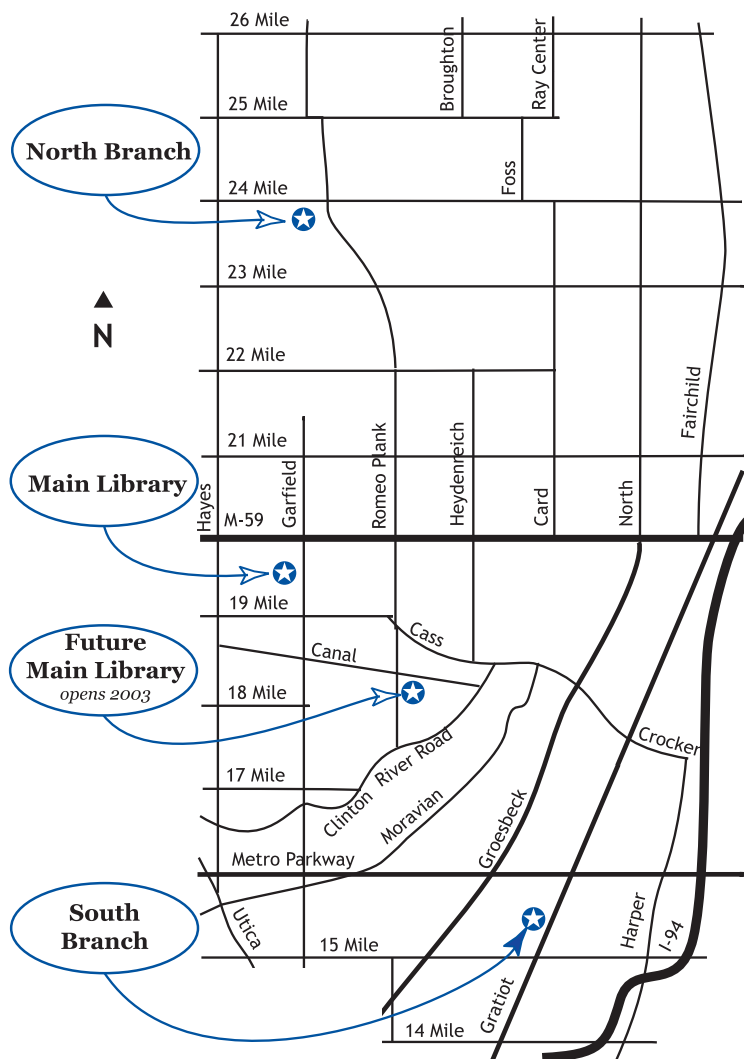 26 Mile
Broughton
Ray Center
25 Mile
North Branch
Foss
24 Mile
23 Mile
N
22 Mile
Fairchild
21 Mile
Main Library
Hayes
M-59
Garfield
Romeo Plank
Heydenreich
Card
North
19 Mile
Cass
Future
Main Library
opens 2003
Canal
18 Mile
Crocker
17 Mile
Clinton River Road
Moravian
Groesbeck
Metro Parkway
South
Branch
Utica
15 Mile
Harper
I-94
Gratiot
14 Mile